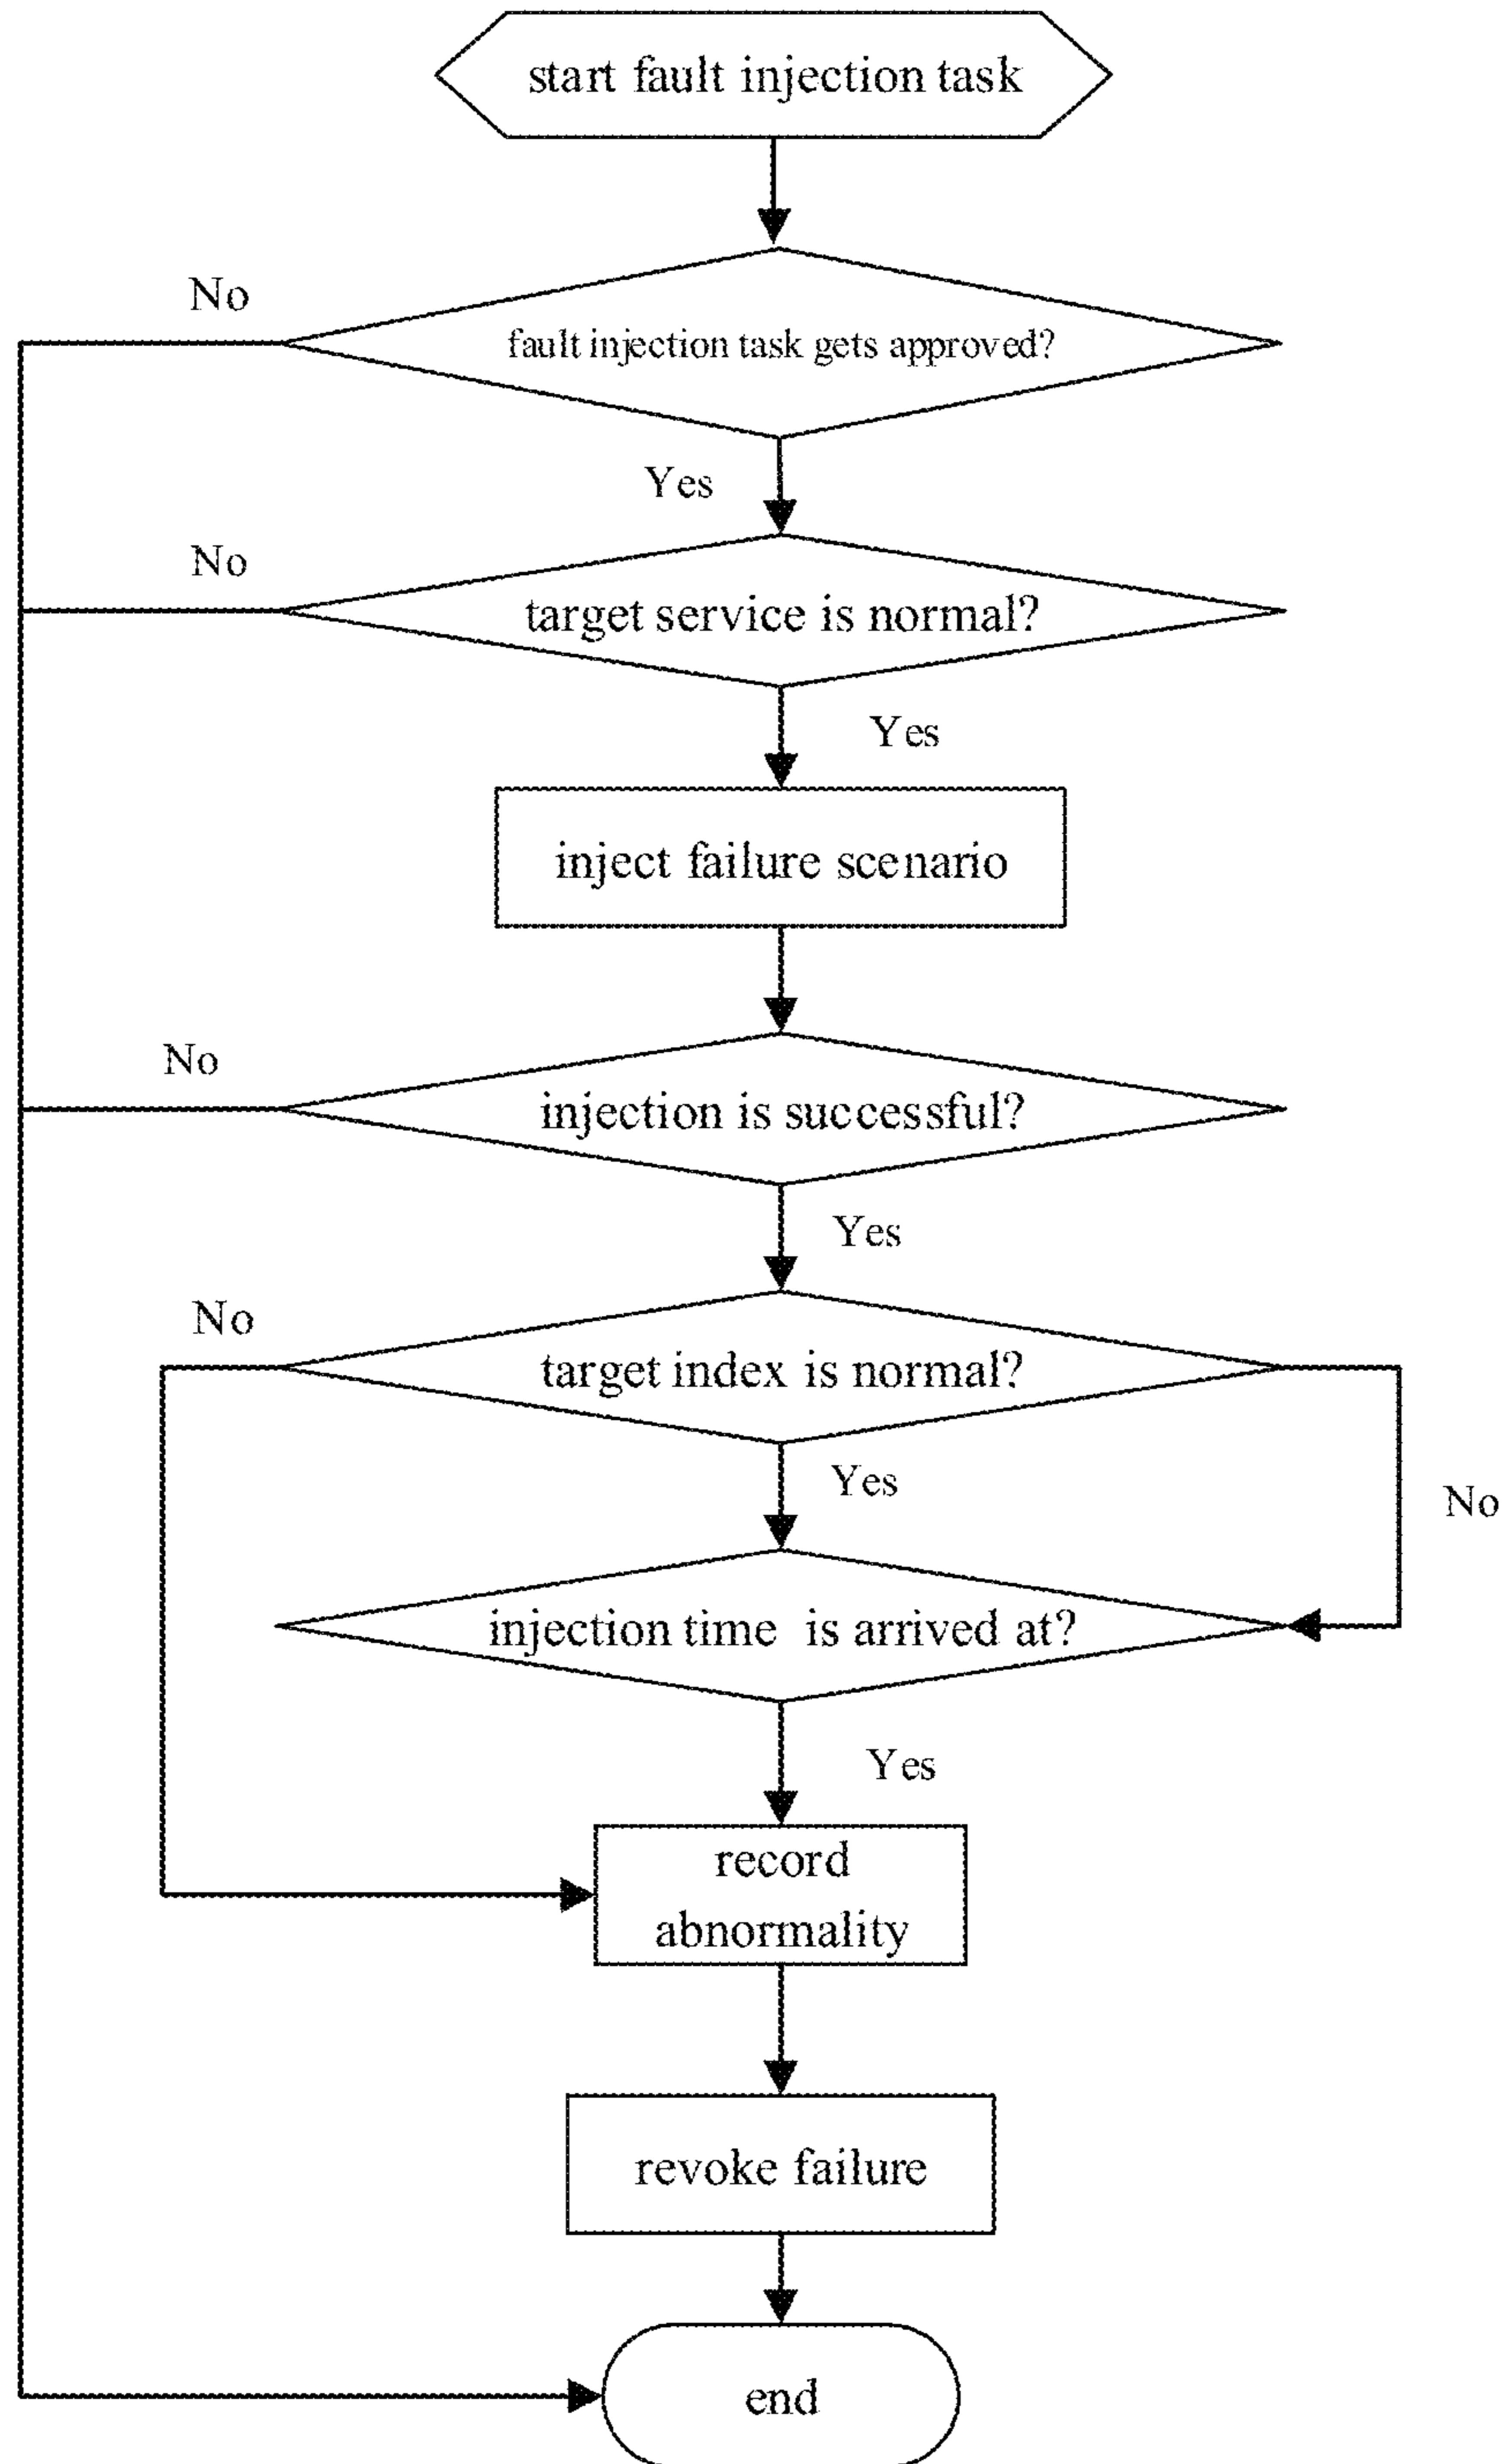 start fault injection task
No
fault injection task gets approved?
Yes
No
target service is normal?
Yes
inject failure scenario
No
injection is successful?
Yes
No
target index is normal?
Yes
No
injection time is arrived at?
Yes
record
abnormality
revoke failure
end